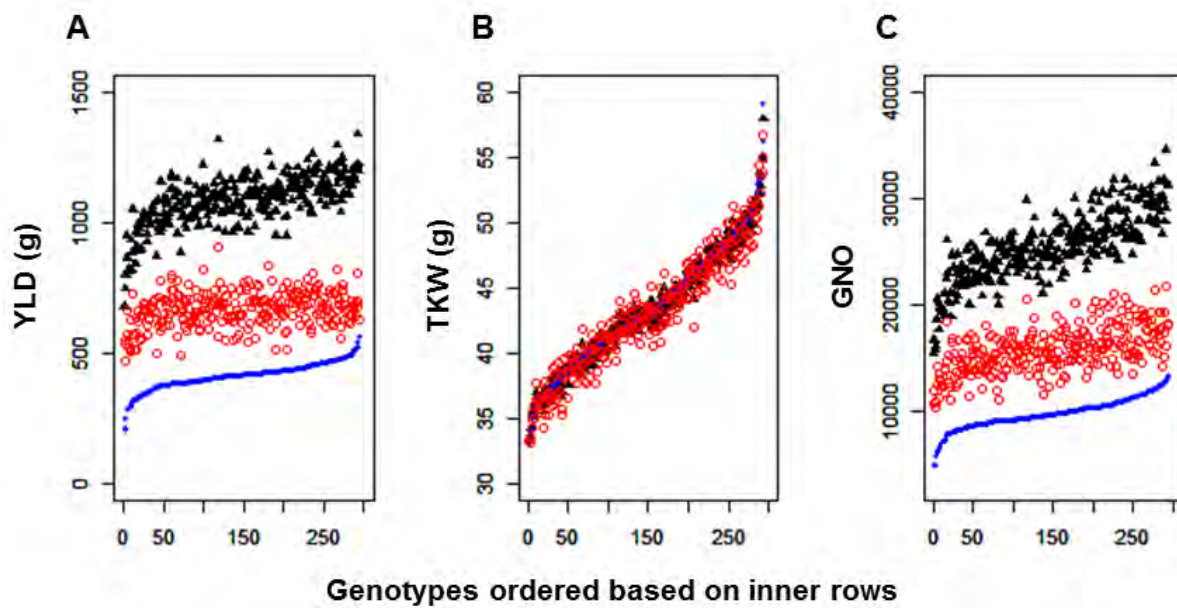 A
B
C
YLD (g)
0 500 1000 1500
0 50 150 250
TKW (g)
30 35 40 45 50 55 60
0 50 150 250
GNO
10000 20000 30000 40000
0 50 150 250
Genotypes ordered based on inner rows